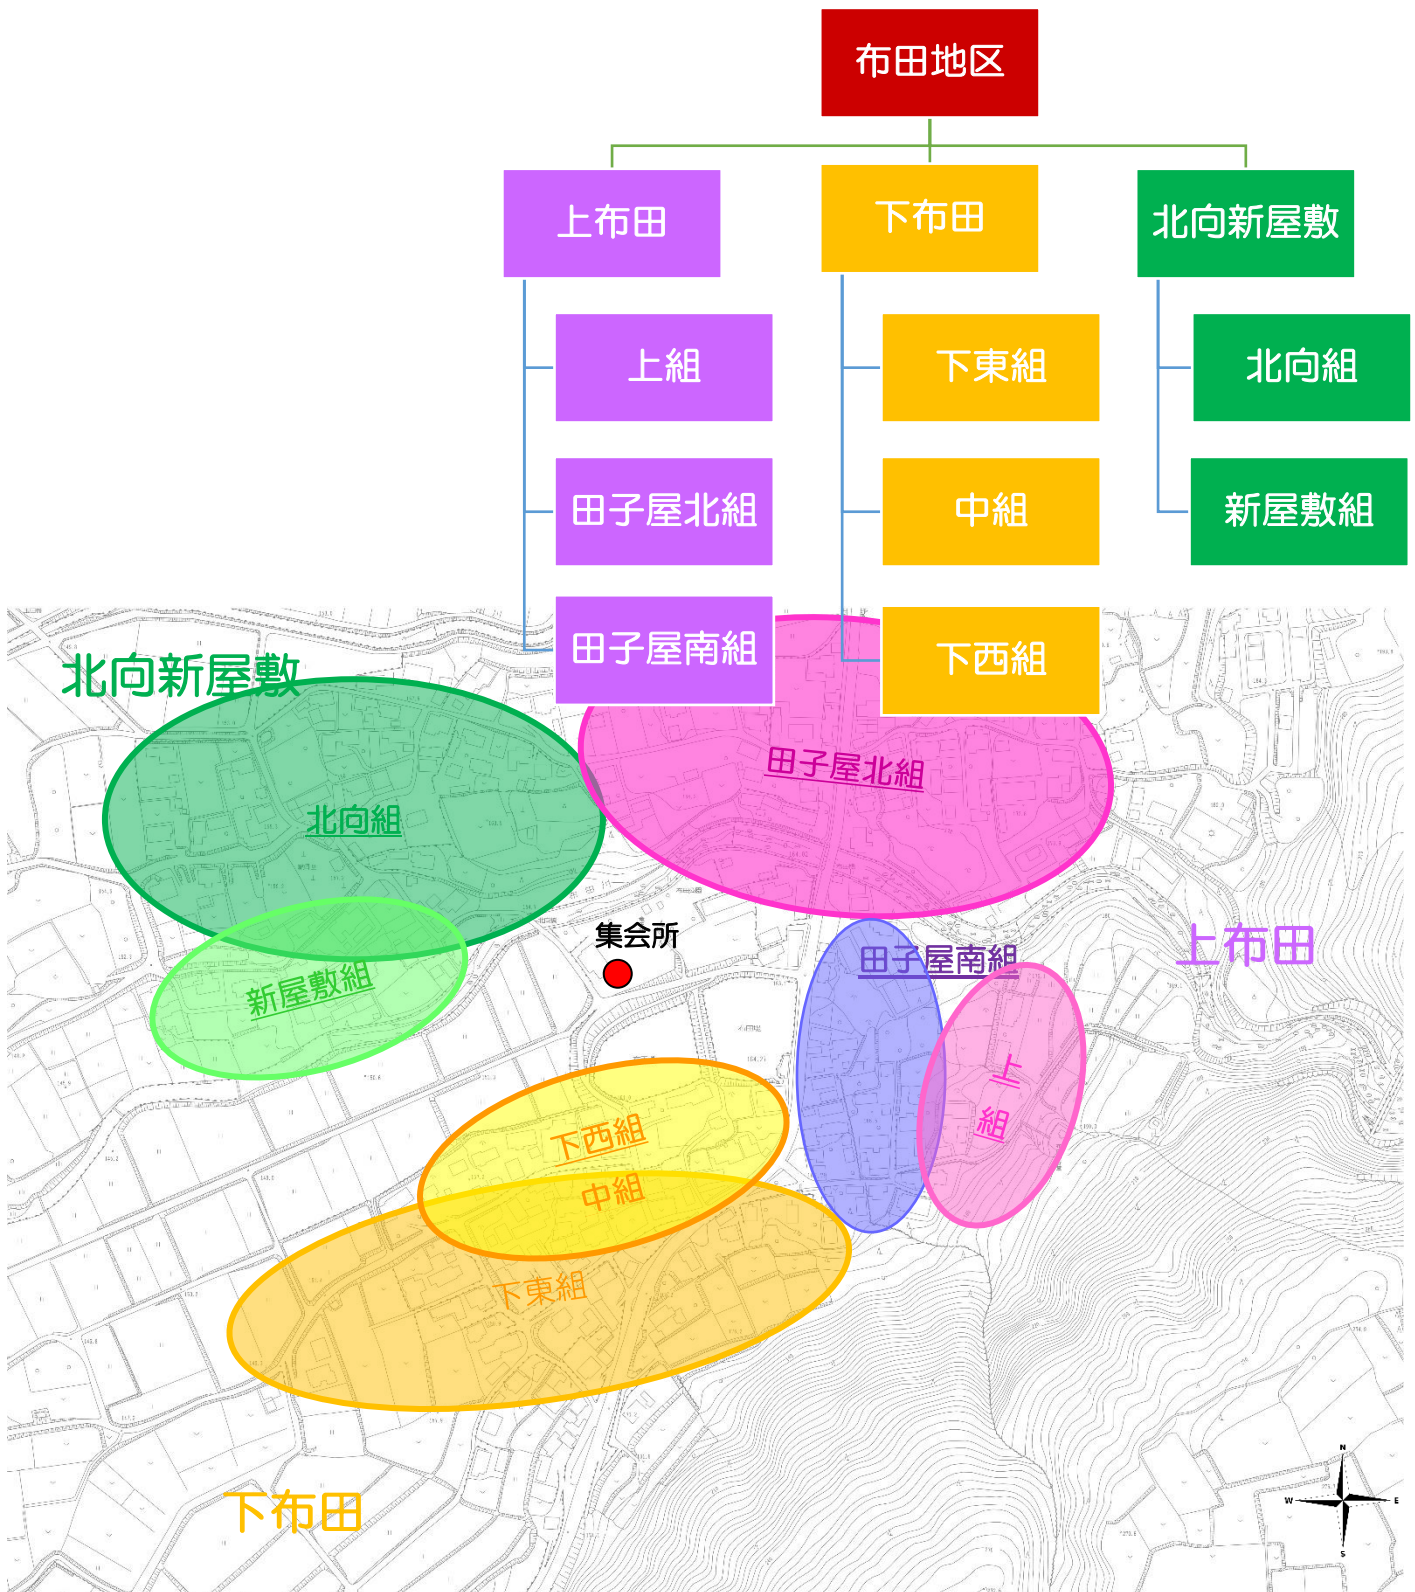 布田地区
上布田
下布田
北向新屋敷
上組
下東組
北向組
田子屋北組
中組
新屋敷組
田子屋南組
下西組
北向新屋敷
田子屋北組
北向組
集会所
上布田
田子屋南組
新屋敷組
上
組
下西組
中組
下東組
下布田
N
W
E
S